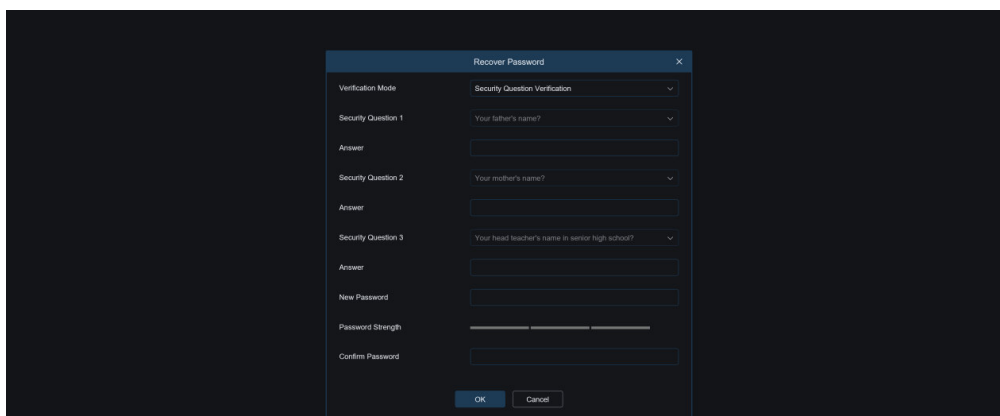 Recover Password
Verification Mode
Security Question Verification
Security Question 1
Your father's name?
Answer
Security Question 2
Your mother's name?
Answer
Security Question 3
Your head teacher's name in senior high school?
Answer
New Password
Password Strength
Confirm Password
OK
Cancel